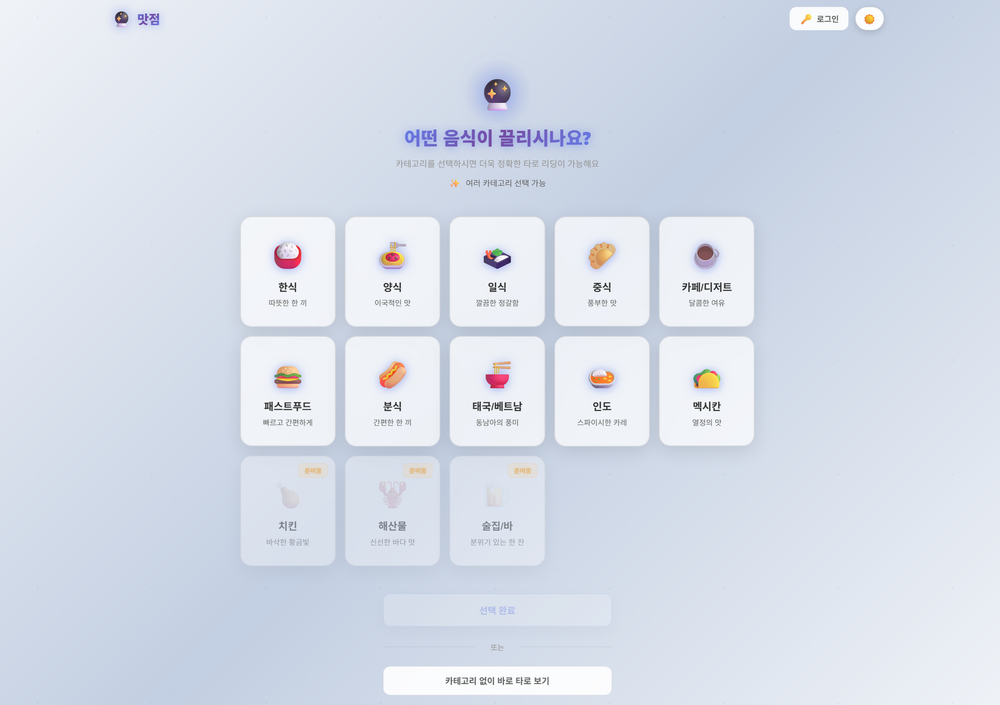 맛점
로그인
어떤 음식이 끌리시나요?
카테고리를 선택하시면 더욱 정확한 타로 리딩이 가능해요
여러 카테고리 선택 가능
한식
따뜻한 한 끼
양식
이국적인 맛
일식
깔끔한 정갈함
중식
풍부한 맛
카페/디저트
달콤한 여유
패스트푸드
빠르고 간편하게
분식
간편한 한 끼
태국/베트남
동남아의 풍미
인도
스파이시한 카레
멕시칸
열정의 맛
준비중
치킨
바삭한 황금빛
준비중
해산물
신선한 바다 맛
준비중
술집/바
분위기 있는 한 잔
선택 완료
또는
카테고리 없이 바로 타로 보기